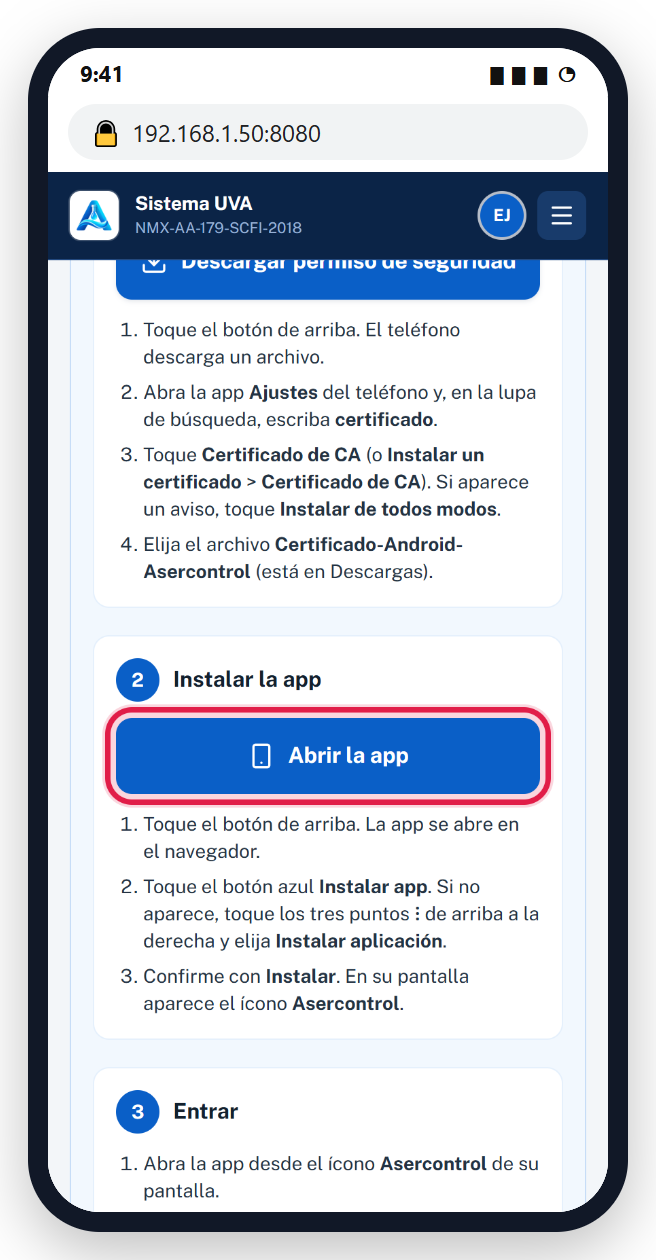 9:41
192.168.1.50:8080
Sistema UVA
NMX-AA-179-SCFI-2018
EJ
Descargar permiso de seguridad
1. Toque el botón de arriba. El teléfono
descarga un archivo.
2. Abra la app Ajustes del teléfono y, en la lupa
de búsqueda, escriba certificado.
3. Toque Certificado de CA (o Instalar un
certificado > Certificado de CA). Si aparece
un aviso, toque Instalar de todos modos.
4. Elija el archivo Certificado-Android-
Asercontrol (está en Descargas).
2 Instalar la app
Abrir la app
1. Toque el botón de arriba. La app se abre en
el navegador.
2. Toque el botón azul Instalar app. Si no
aparece, toque los tres puntos ⋮ de arriba a la
derecha y elija Instalar aplicación.
3. Confirme con Instalar. En su pantalla
aparece el ícono Asercontrol.
3 Entrar
1. Abra la app desde el ícono Asercontrol de su
pantalla.